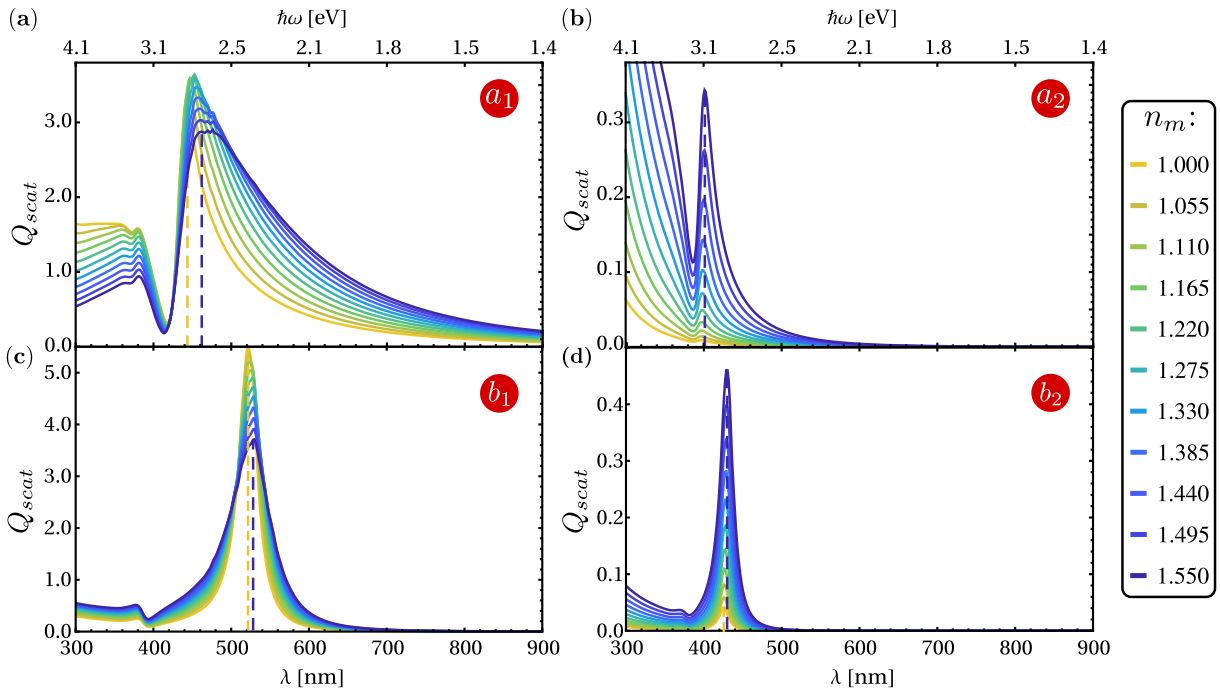 (a)
ℏω [eV]
4.1 3.1 2.5 2.1 1.8 1.5 1.4
a1
Qscat
3.0
2.0
1.0
0.0
(b)
ℏω [eV]
4.1 3.1 2.5 2.1 1.8 1.5 1.4
a2
Qscat
0.3
0.2
0.1
0.0
(c)
b1
Qscat
5.0
4.0
3.0
2.0
1.0
0.0
300 400 500 600 700 800 900
λ [nm]
(d)
b2
Qscat
0.4
0.3
0.2
0.1
0.0
300 400 500 600 700 800 900
λ [nm]
nm:
1.000
1.055
1.110
1.165
1.220
1.275
1.330
1.385
1.440
1.495
1.550